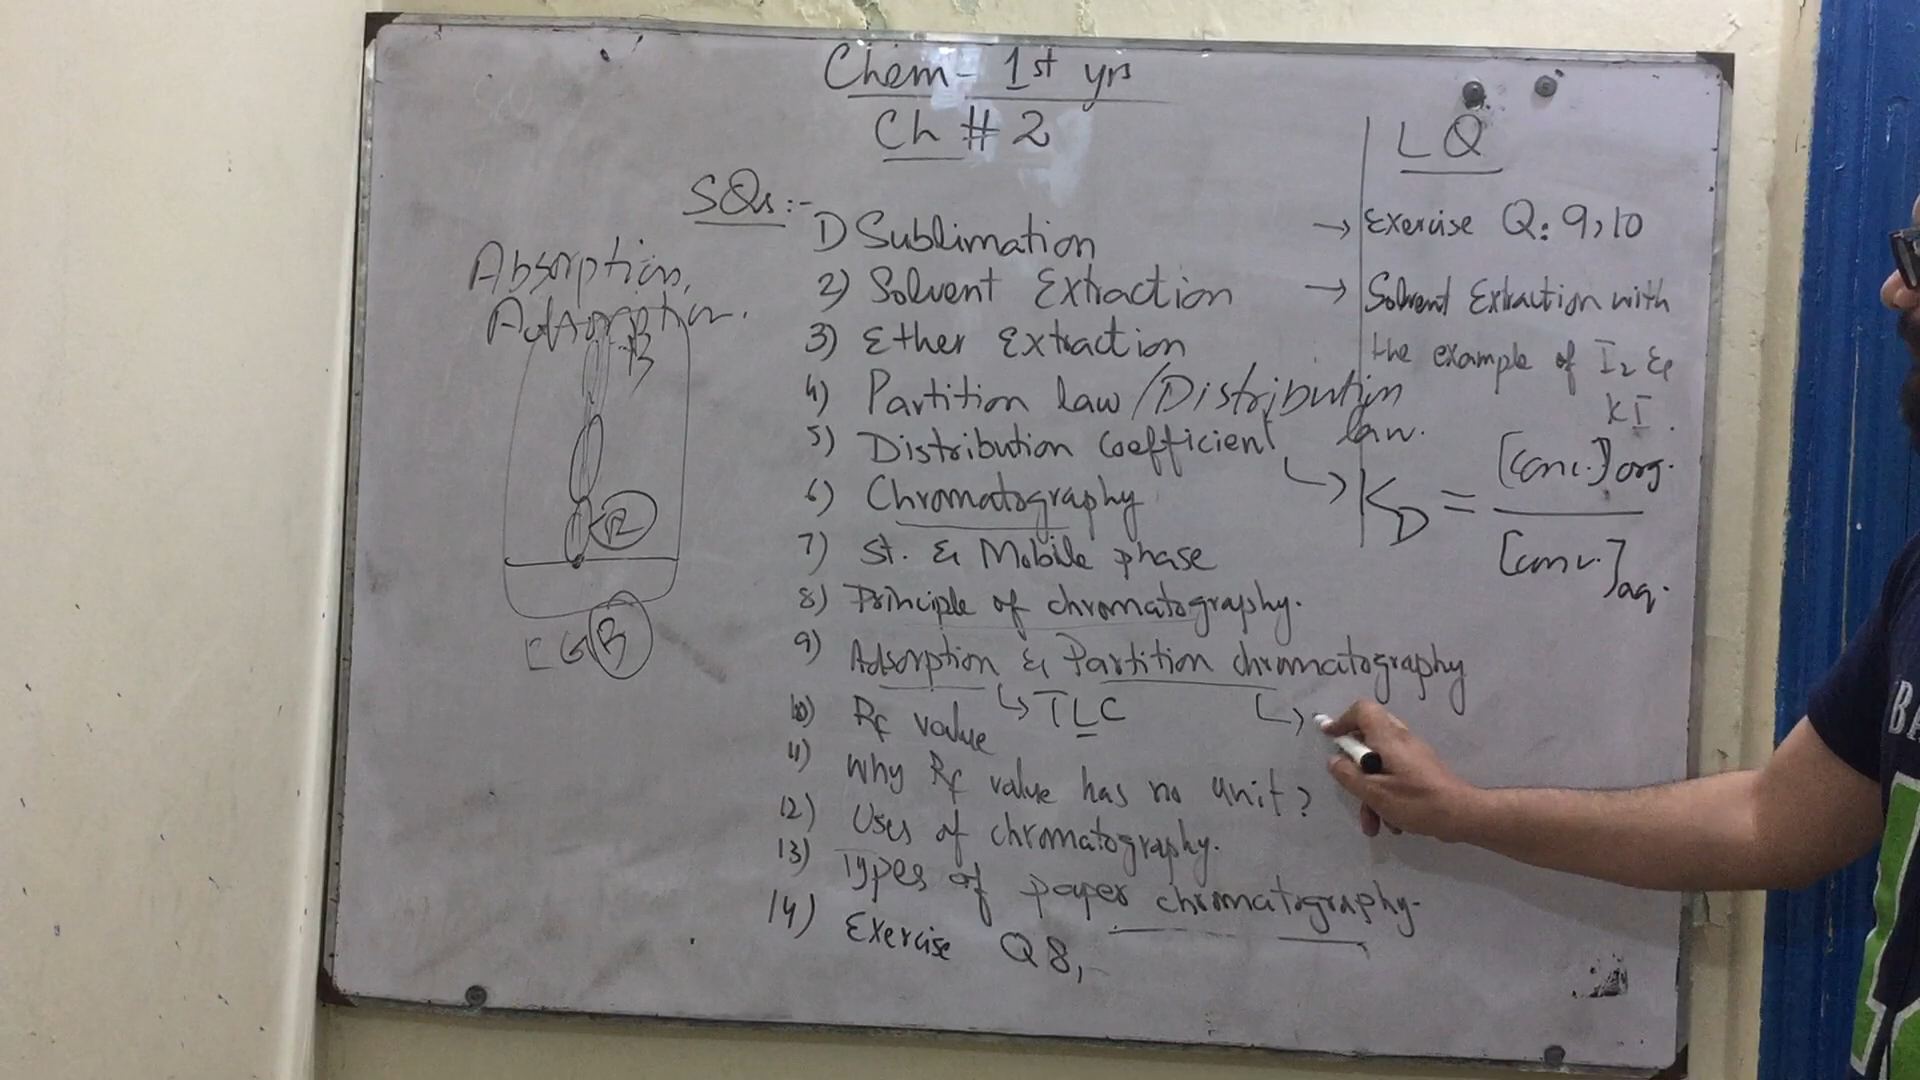 Chem - 1st yrs
Ch # 2
SQs:-
1) Sublimation
2) Solvent Extraction
3) Ether Extraction
4) Partition law / Distribution law.
5) Distribution Coefficient
6) Chromatography
7) St. & Mobile phase
8) Principle of chromatography.
9) Adsorption & Partition chromatography
↳ TLC
10) Rf value
11) Why Rf value has no unit?
12) Uses of chromatography.
13) Types of paper chromatography.
14) Exercise Q8,
LQ
→ Exercise Q: 9,10
→ Solvent Extraction with
the example of I2 &
KI.
↳ KD = [conc.]org. / [conc.]aq.
Absorption,
Adsorption.
B
R
B